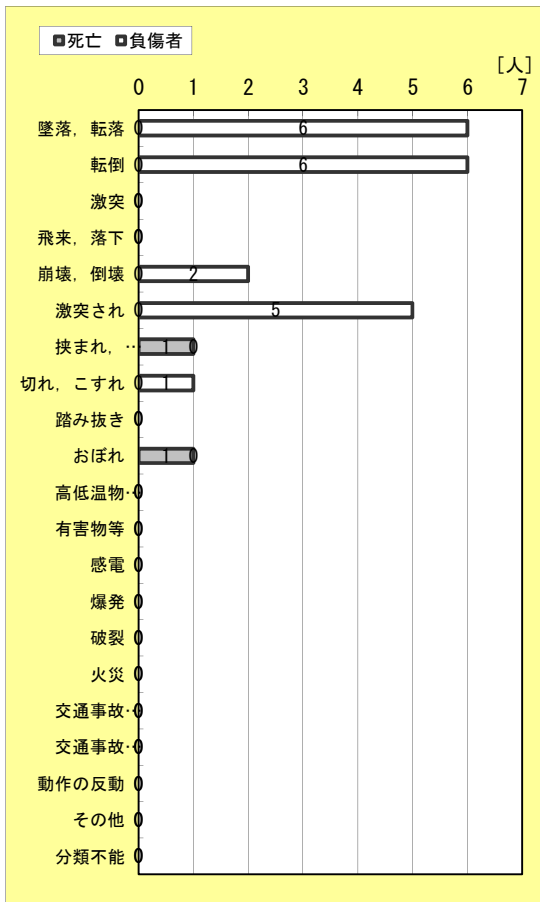 死亡 負傷者
[人]
0 1 2 3 4 5 6 7
墜落，転落 0 6
転倒 0 6
激突 0
飛来，落下 0
崩壊，倒壊 0 2
激突され 0 5
挟まれ，… 1 0
切れ，こすれ 0 1
踏み抜き 0
おぼれ 1 0
高低温物… 0
有害物等 0
感電 0
爆発 0
破裂 0
火災 0
交通事故… 0
交通事故… 0
動作の反動 0
その他 0
分類不能 0